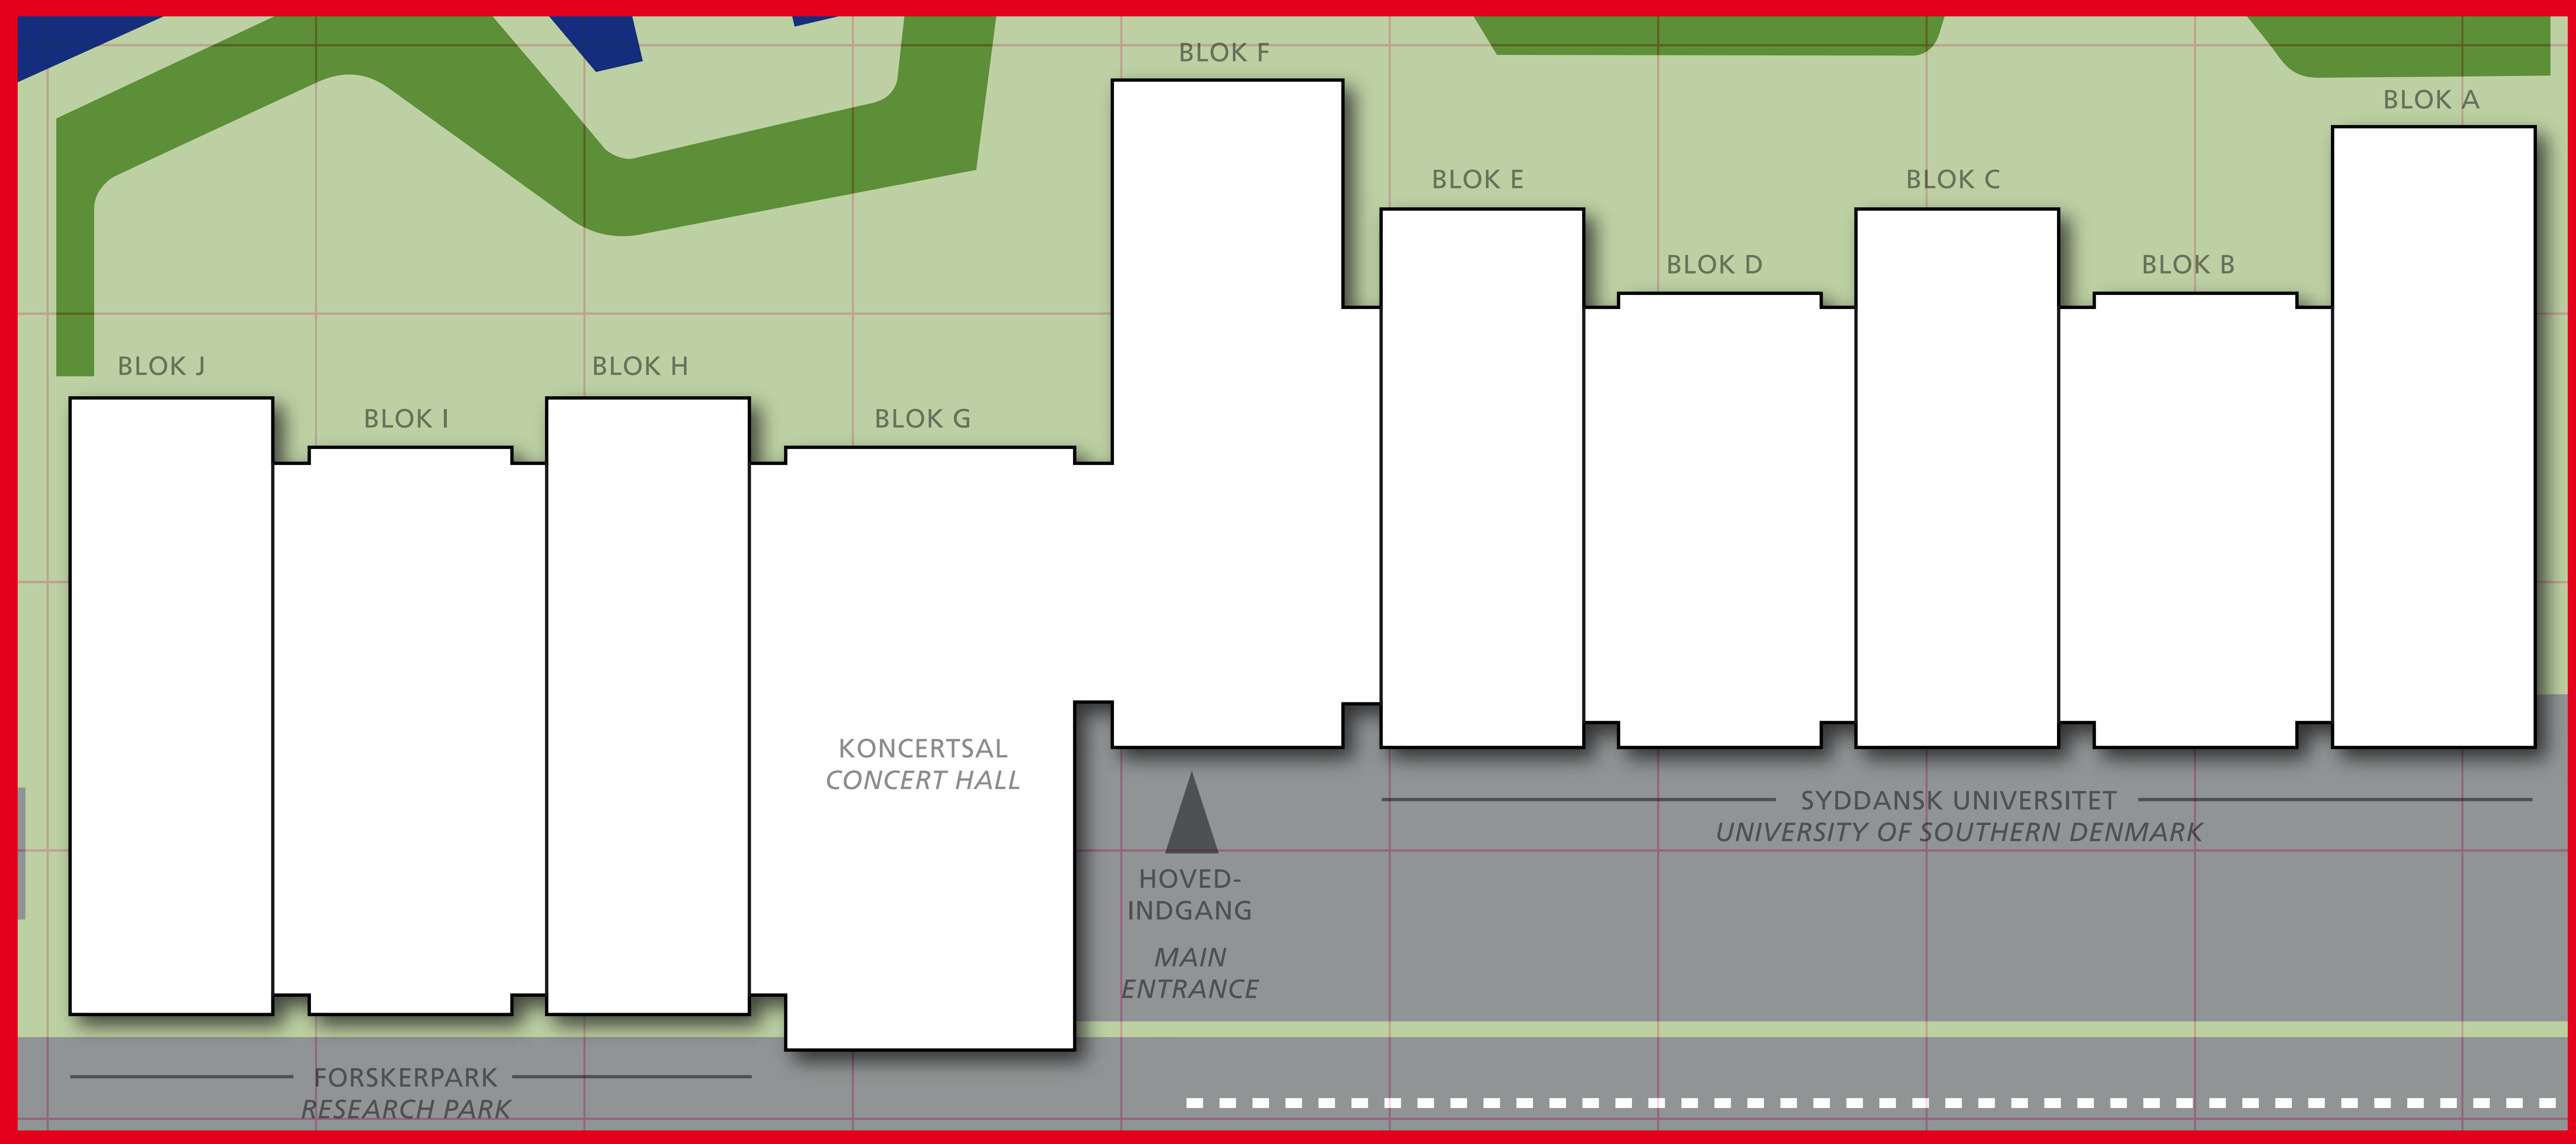 BLOK F
BLOK A
BLOK E
BLOK C
BLOK D
BLOK B
BLOK J
BLOK H
BLOK I
BLOK G
KONCERTSAL
CONCERT HALL
SYDDANSK UNIVERSITET
UNIVERSITY OF SOUTHERN DENMARK
HOVED-
INDGANG
MAIN
ENTRANCE
FORSKERPARK
RESEARCH PARK